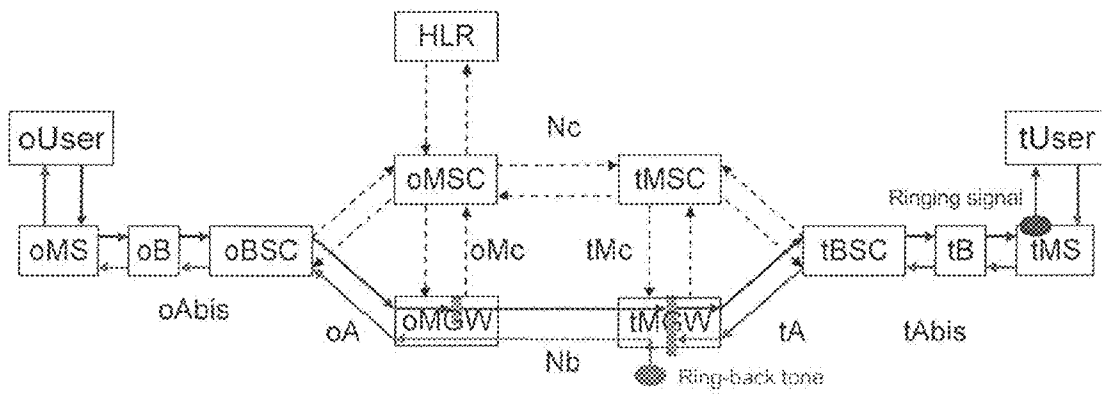 HLR
Nc
oUser
tUser
oMSC
tMSC
Ringing signal
oMS
oB
oBSC
oMc
tMc
tBSC
tB
tMS
oAbis
oA
oMGW
tMGW
tA
tAbis
Nb
Ring-back tone